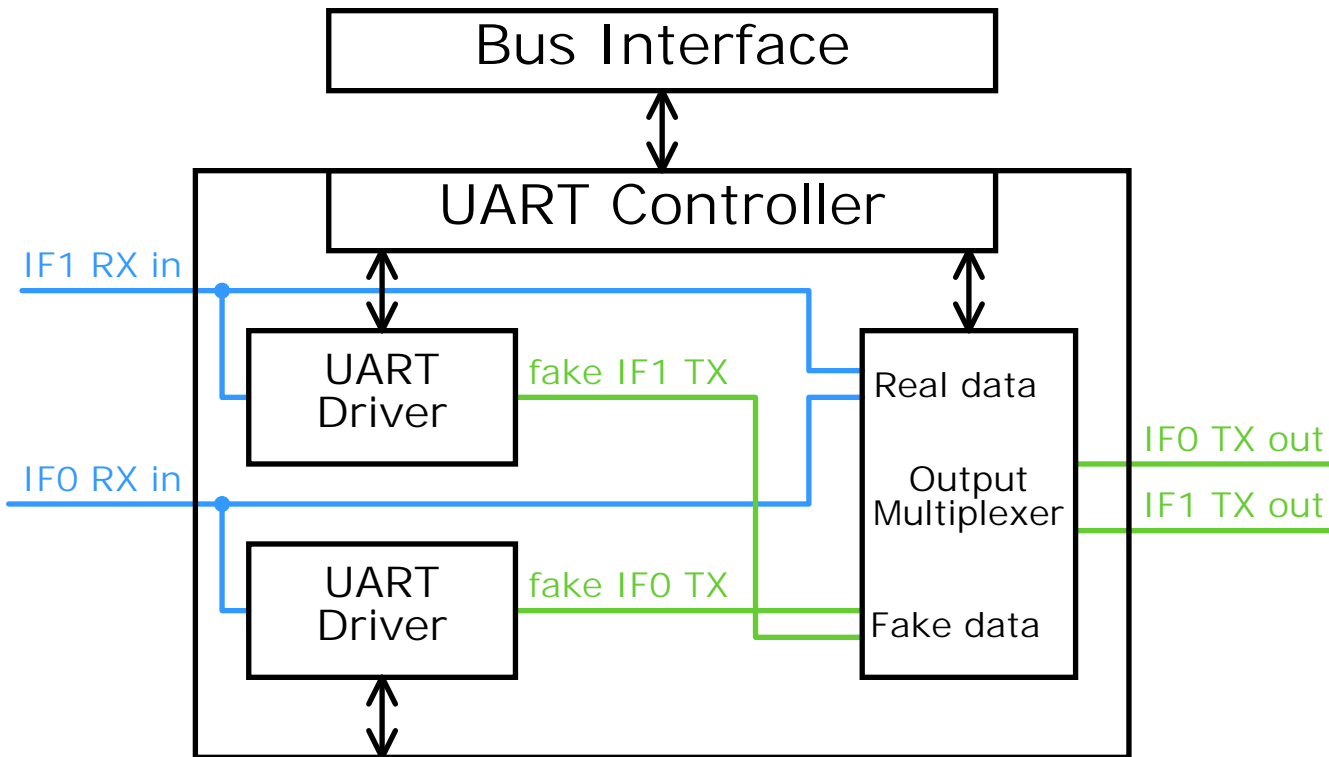 Bus Interface
UART Controller
IF1 RX in
UART
Driver
fake IF1 TX
Real data
IF0 TX out
IF0 RX in
Output
Multiplexer
IF1 TX out
UART
Driver
fake IF0 TX
Fake data